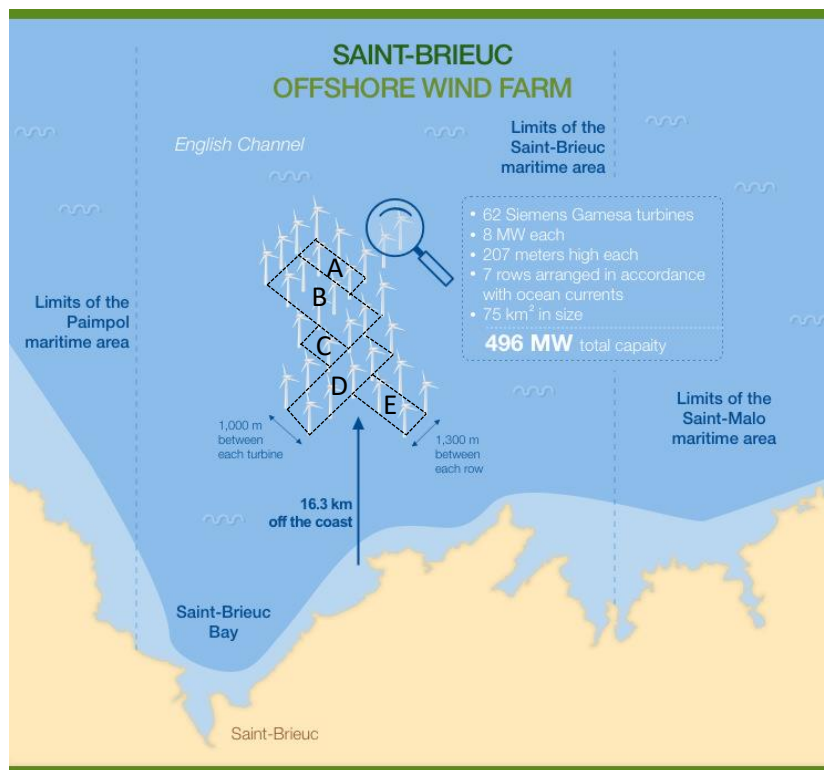 SAINT-BRIEUC
OFFSHORE WIND FARM
English Channel
Limits of the
Saint-Brieuc
maritime area
• 62 Siemens Gamesa turbines
• 8 MW each
• 207 meters high each
• 7 rows arranged in accordance
with ocean currents
• 75 km² in size
496 MW total capaity
Limits of the
Paimpol
maritime area
A
B
C
D
E
1,000 m
between
each turbine
1,300 m
between
each row
Limits of the
Saint-Malo
maritime area
16.3 km
off the coast
Saint-Brieuc
Bay
Saint-Brieuc